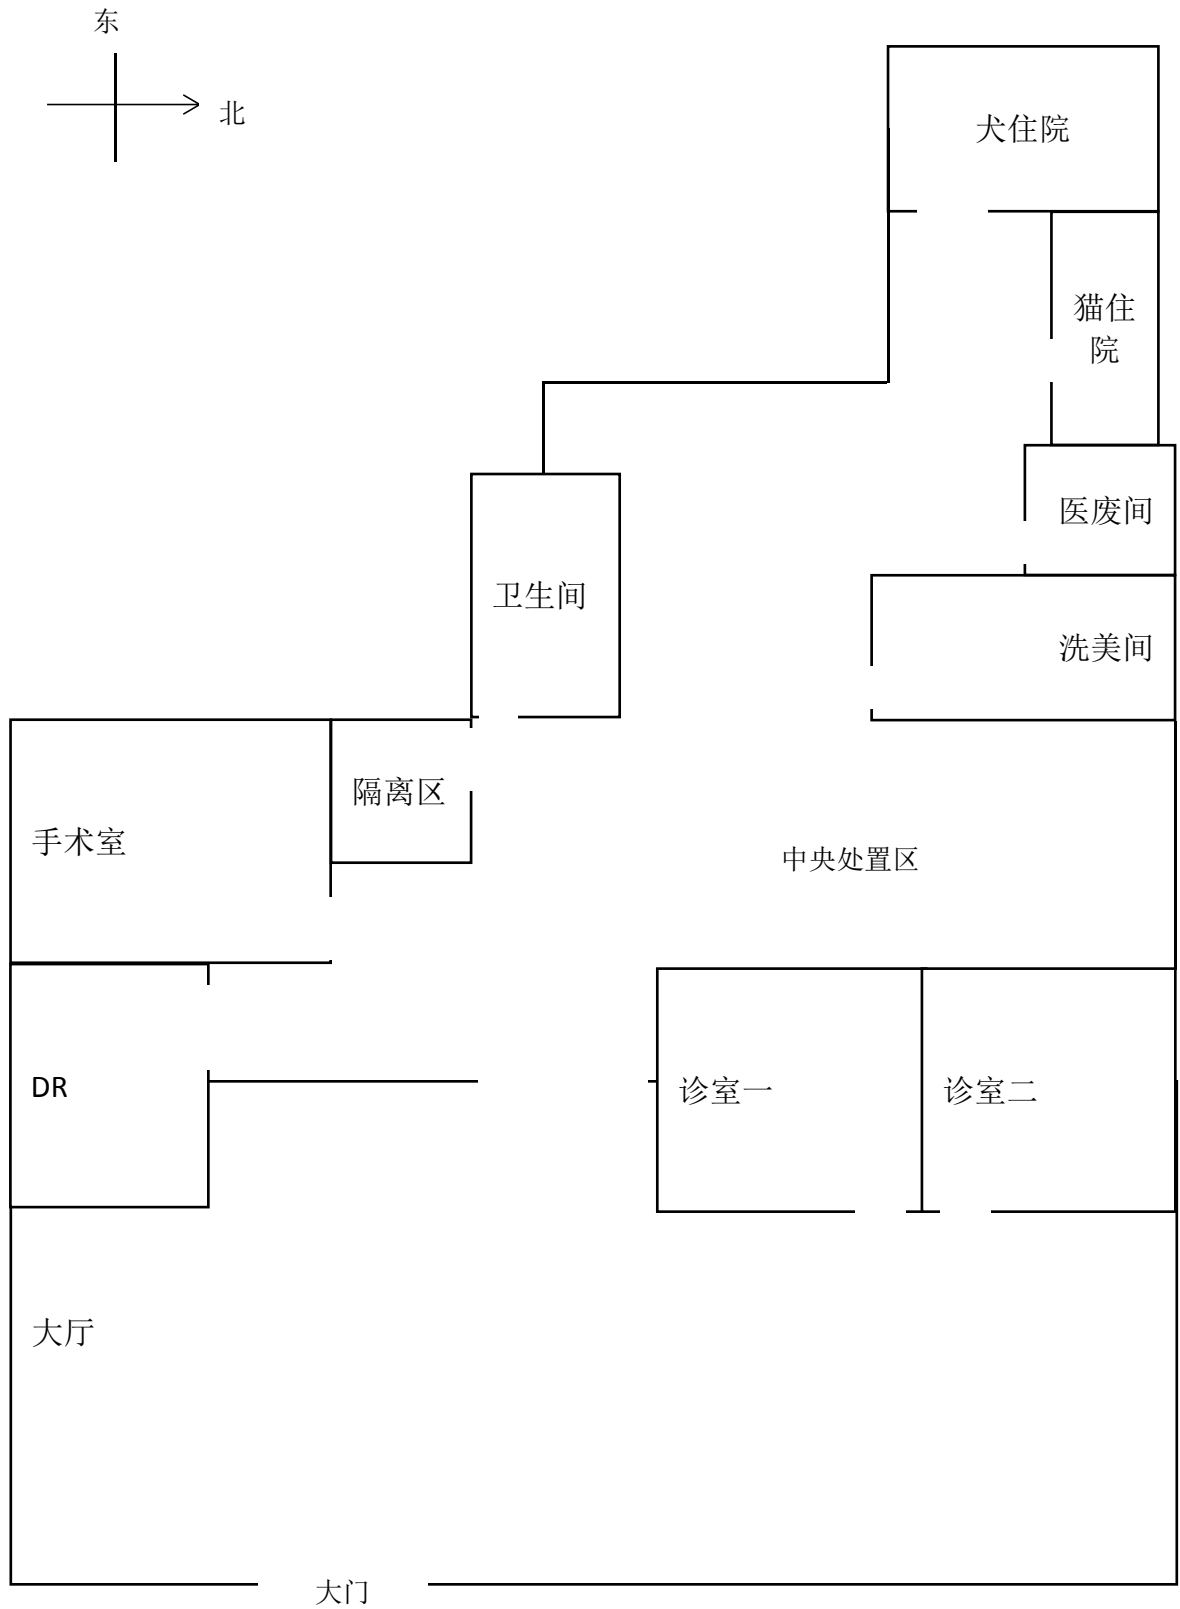 东
北
犬住院
猫住
院
医废间
卫生间
洗美间
隔离区
手术室
中央处置区
DR
诊室一
诊室二
大厅
大门